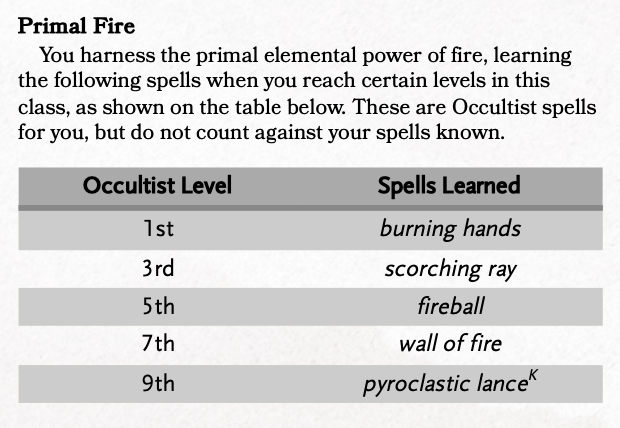 Primal Fire
You harness the primal elemental power of fire, learning
the following spells when you reach certain levels in this
class, as shown on the table below. These are Occultist spells
for you, but do not count against your spells known.
Occultist Level Spells Learned
1st burning hands
3rd scorching ray
5th fireball
7th wall of fire
9th pyroclastic lanceᴷ